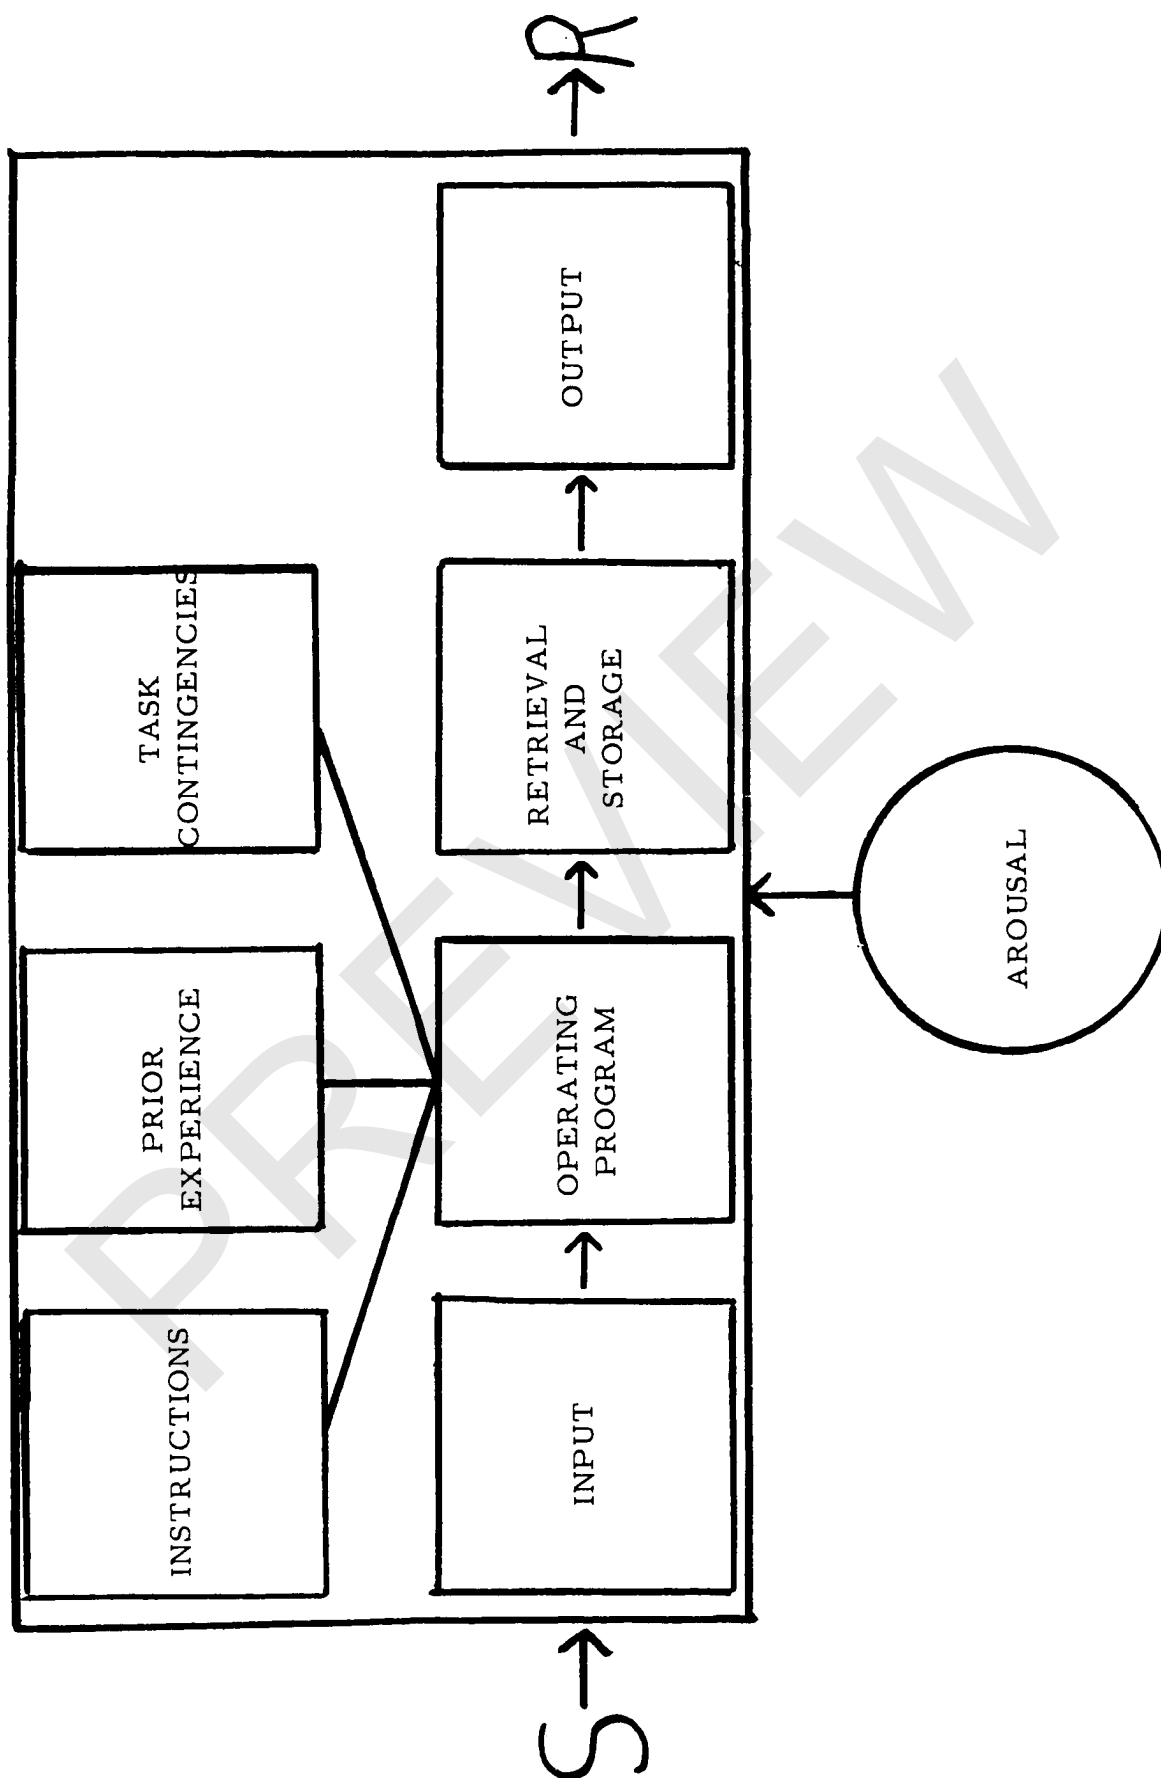 INSTRUCTIONS
PRIOR
EXPERIENCE
TASK
CONTINGENCIES
S
INPUT
OPERATING
PROGRAM
RETRIEVAL
AND
STORAGE
OUTPUT
R
AROUSAL
PREVIEW